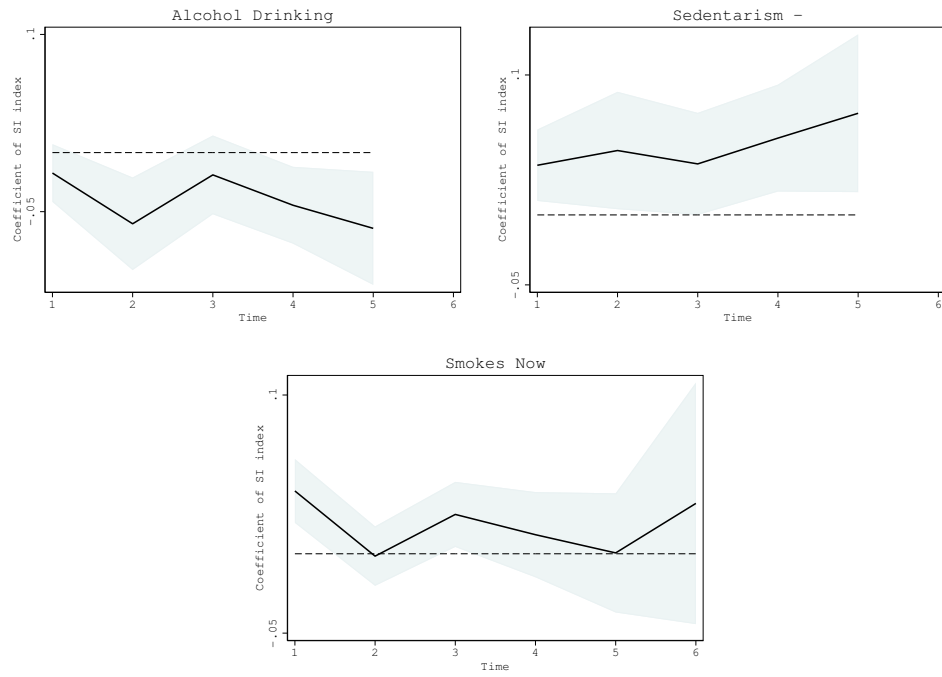 Alcohol Drinking
Coefficient of SI index
.1
-.05
1 2 3 4 5 6
Time
Sedentarism -
Coefficient of SI index
.1
-.05
1 2 3 4 5 6
Time
Smokes Now
Coefficient of SI index
.1
-.05
1 2 3 4 5 6
Time